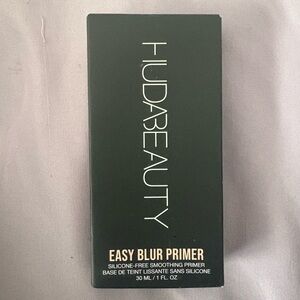 HUDABEAUTY
EASY BLUR PRIMER
SILICONE-FREE SMOOTHING PRIMER
BASE DE TEINT LISSANTE SANS SILICONE
30 ML / 1 FL. OZ